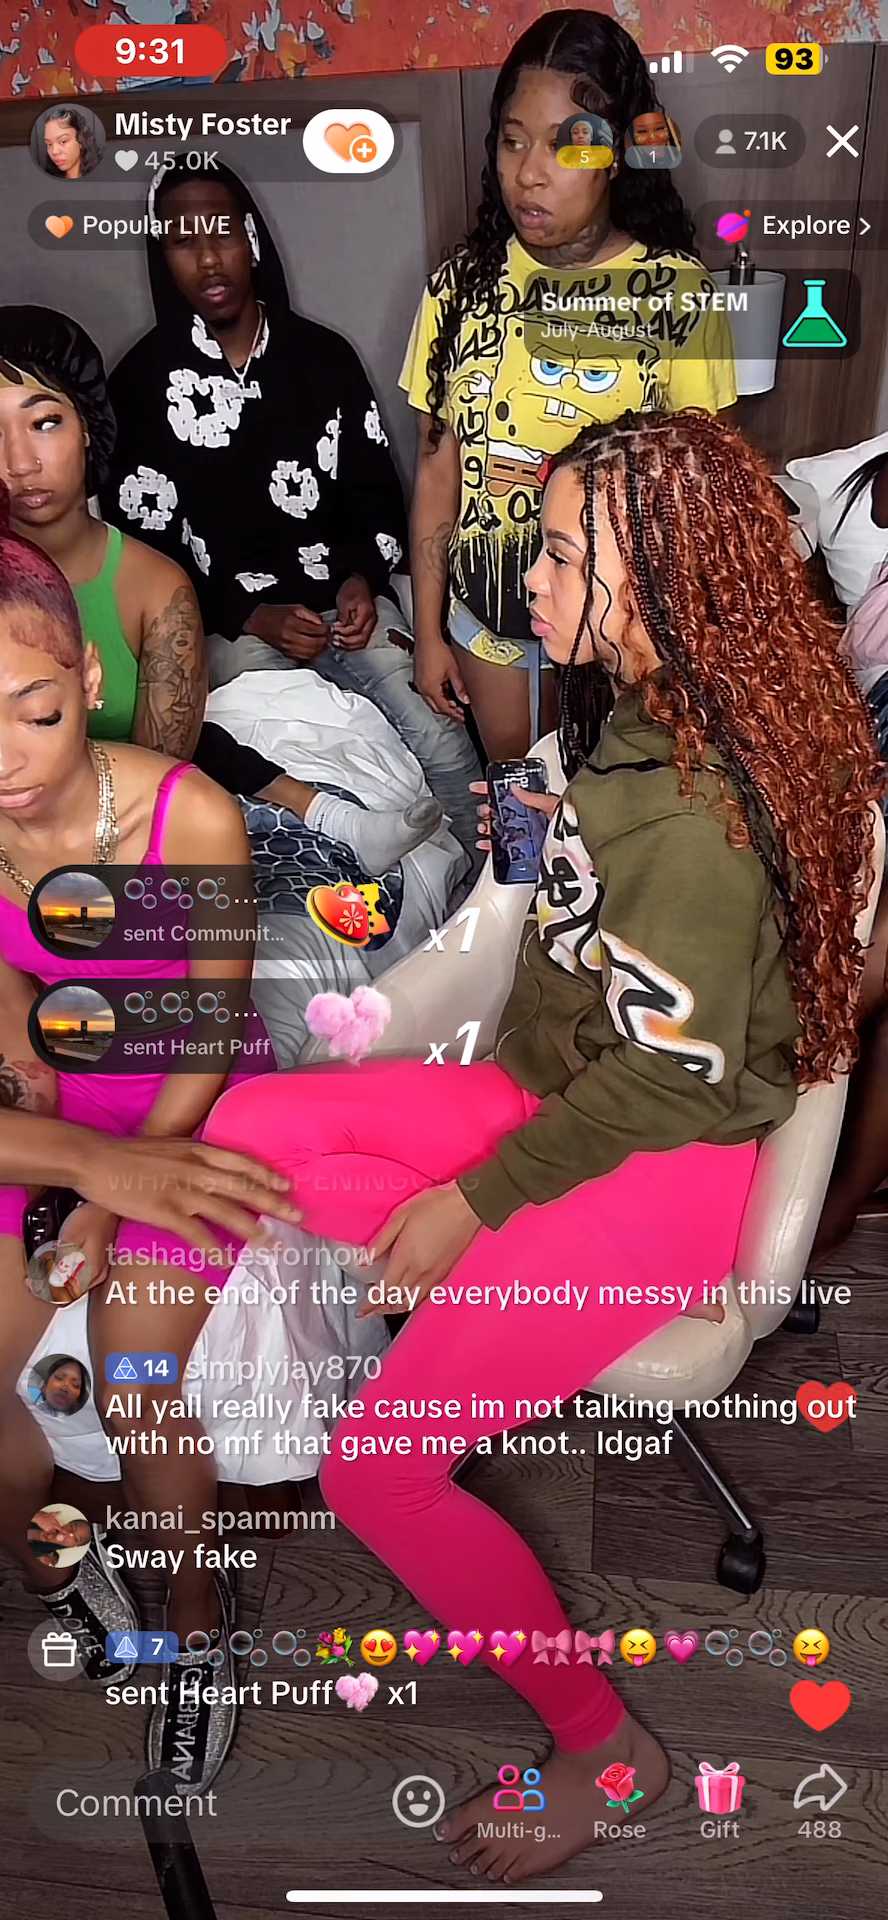 9:31
93
Misty Foster
45.0K
5
1
7.1K
Popular LIVE
Explore >
Summer of STEM
July-August
...
sent Communit...
x1
...
sent Heart Puff
x1
WHATS HAPPENINGGGG
tashagatesfornow
At the end of the day everybody messy in this live
14 simplyjay870
All yall really fake cause im not talking nothing out
with no mf that gave me a knot.. Idgaf
kanai_spammm
Sway fake
7 🫧🫧🫧💐😍💖💖💖🎀🎀😝💗🫧🫧😝
sent Heart Puff x1
Comment
Multi-g...
Rose
Gift
488